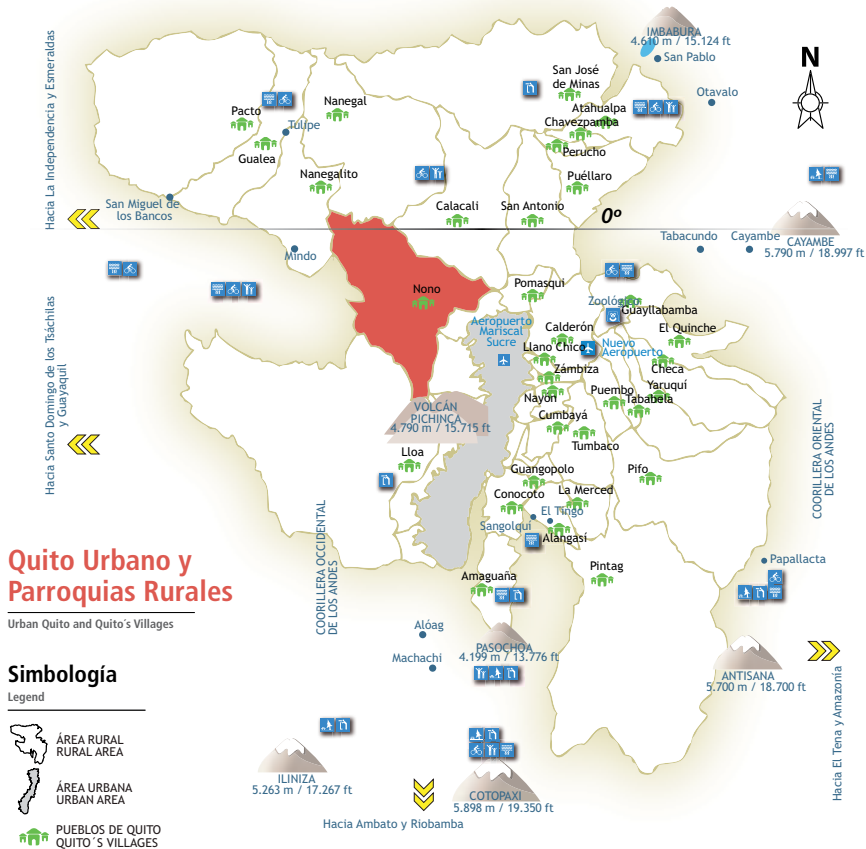 IMBABURA
4.610 m / 15.124 ft
San Pablo
Otavalo
N
Hacia La Independencia y Esmeraldas
San José
de Minas
Atahualpa
Chavezpamba
Perucho
Puéllaro
Pacto
Nanegal
Tulipe
Gualea
Nanegalito
San Miguel de
los Bancos
Calacali
San Antonio
0º
Tabacundo
Cayambe
CAYAMBE
5.790 m / 18.997 ft
Mindo
Nono
Pomasqui
Zoológico
Guayllabamba
Aeropuerto
Mariscal
Sucre
Calderón
El Quinche
Llano Chico
Nuevo
Aeropuerto
Checa
Zámbiza
Yaruquí
Nayón
Puembo
Tababela
Cumbayá
Tumbaco
Hacia Santo Domingo de los Tsáchilas
y Guayaquil
VOLCÁN
PICHINCA
4.790 m / 15.715 ft
Lloa
Guangopolo
Pifo
Conocoto
La Merced
El Tingo
Sangolquí
Alangasí
COORILLERA ORIENTAL
DE LOS ANDES
COORILLERA OCCIDENTAL
DE LOS ANDES
Amaguaña
Pintag
Papallacta
Quito Urbano y
Parroquias Rurales
Urban Quito and Quito´s Villages
Alóag
Machachi
PASOCHOA
4.199 m / 13.776 ft
ANTISANA
5.700 m / 18.700 ft
Hacia El Tena y Amazonía
Simbología
Legend
ÁREA RURAL
RURAL AREA
ÁREA URBANA
URBAN AREA
PUEBLOS DE QUITO
QUITO´S VILLAGES
ILINIZA
5.263 m / 17.267 ft
COTOPAXI
5.898 m / 19.350 ft
Hacia Ambato y Riobamba